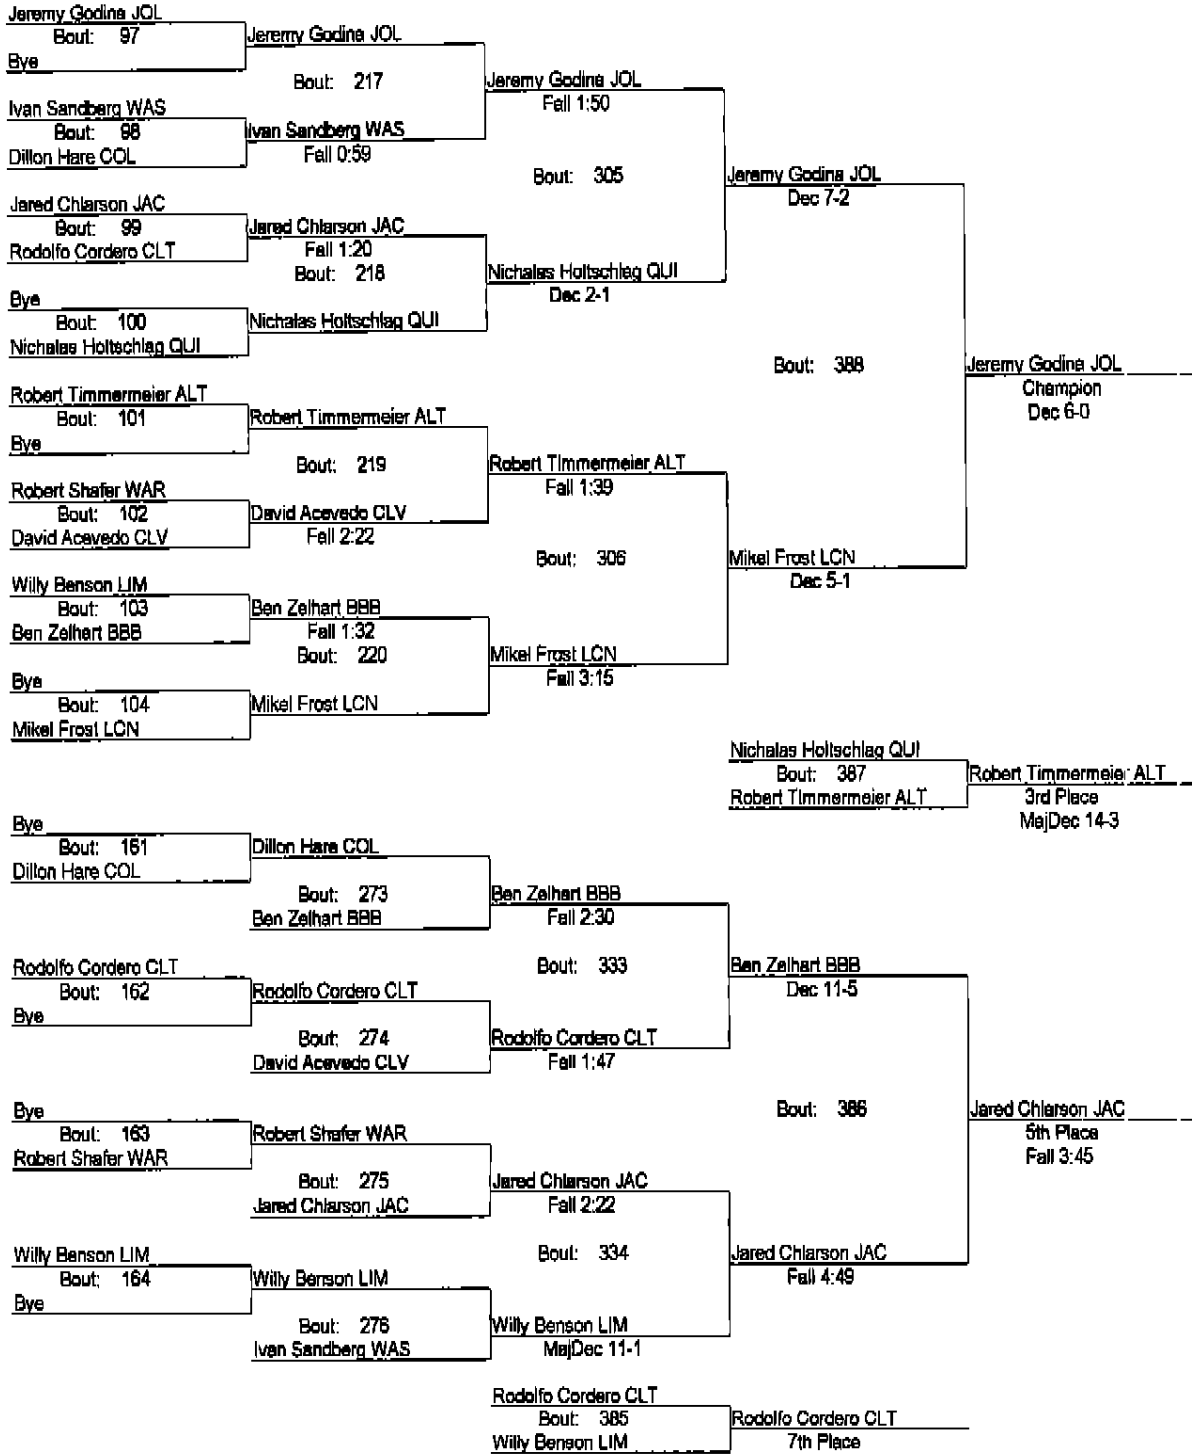 Jeremy Godina JOL
Bout: 97
Jeremy Godina JOL
Bye
Bout: 217
Jeremy Godina JOL
Fall 1:50
Ivan Sandberg WAS
Bout: 98
Ivan Sandberg WAS
Dillon Hare COL
Fall 0:59
Bout: 305
Jeremy Godina JOL
Dec 7-2
Jared Chlarson JAC
Bout: 99
Jared Chlarson JAC
Rodolfo Cordero CLT
Fall 1:20
Bout: 218
Nichalas Holtschlag QUI
Dec 2-1
Bye
Bout: 100
Nichalas Holtschlag QUI
Nichalas Holtschlag QUI
Bout: 388
Jeremy Godina JOL
Champion
Dec 6-0
Robert Timmermeier ALT
Bout: 101
Robert Timmermeier ALT
Bye
Bout: 219
Robert Timmermeier ALT
Fall 1:39
Robert Shafer WAR
Bout: 102
David Acevedo CLV
David Acevedo CLV
Fall 2:22
Bout: 306
Mikel Frost LCN
Dec 5-1
Willy Benson LIM
Bout: 103
Ben Zelhart BBB
Ben Zelhart BBB
Fall 1:32
Bout: 220
Mikel Frost LCN
Fall 3:15
Bye
Bout: 104
Mikel Frost LCN
Mikel Frost LCN
Nichalas Holtschlag QUI
Bout: 387
Robert Timmermeier ALT
Robert Timmermeier ALT
3rd Place
MajDec 14-3
Bye
Bout: 161
Dillon Hare COL
Dillon Hare COL
Bout: 273
Ben Zelhart BBB
Ben Zelhart BBB
Fall 2:30
Rodolfo Cordero CLT
Bout: 162
Rodolfo Cordero CLT
Bye
Bout: 333
Ben Zelhart BBB
Dec 11-5
Bout: 274
Rodolfo Cordero CLT
David Acevedo CLV
Fall 1:47
Bye
Bout: 163
Robert Shafer WAR
Robert Shafer WAR
Bout: 386
Jared Chlarson JAC
5th Place
Fall 3:45
Bout: 275
Jared Chlarson JAC
Jared Chlarson JAC
Fall 2:22
Willy Benson LIM
Bout: 164
Willy Benson LIM
Bye
Bout: 334
Jared Chlarson JAC
Fall 4:49
Bout: 276
Willy Benson LIM
Ivan Sandberg WAS
MajDec 11-1
Rodolfo Cordero CLT
Bout: 385
Rodolfo Cordero CLT
Willy Benson LIM
7th Place